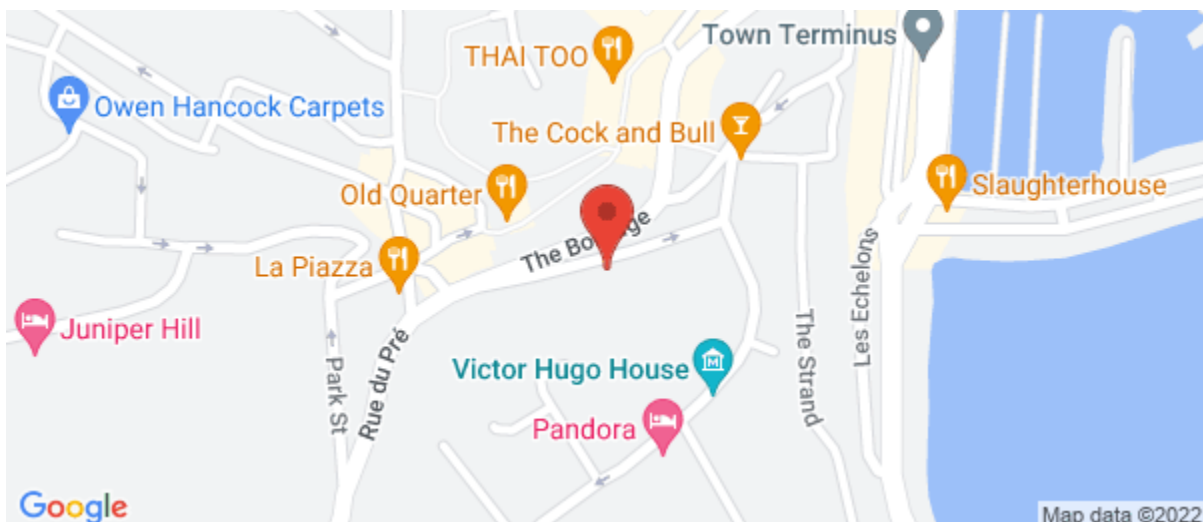 Town Terminus
THAI TOO
Owen Hancock Carpets
The Cock and Bull
Slaughterhouse
Old Quarter
The
La Piazza
Les Echelons
Juniper Hill
The Strand
Park St
Rue du Pré
Victor Hugo House
Pandora
Google
Map data ©2022